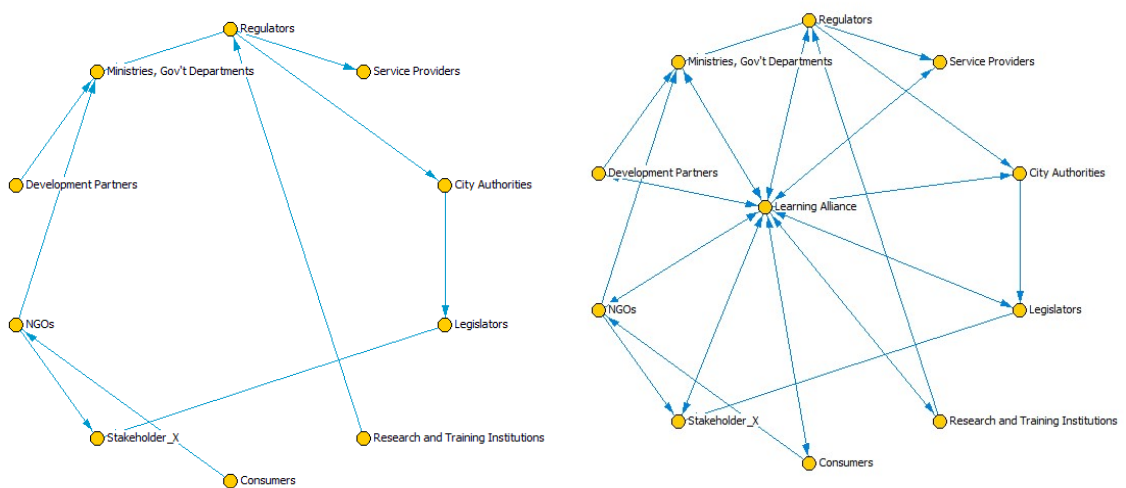 Regulators
Ministries, Gov't Departments
Service Providers
Development Partners
City Authorities
NGOs
Legislators
Stakeholder_X
Research and Training Institutions
Consumers
Regulators
Ministries, Gov't Departments
Service Providers
Development Partners
City Authorities
Learning Alliance
NGOs
Legislators
Stakeholder_X
Research and Training Institutions
Consumers